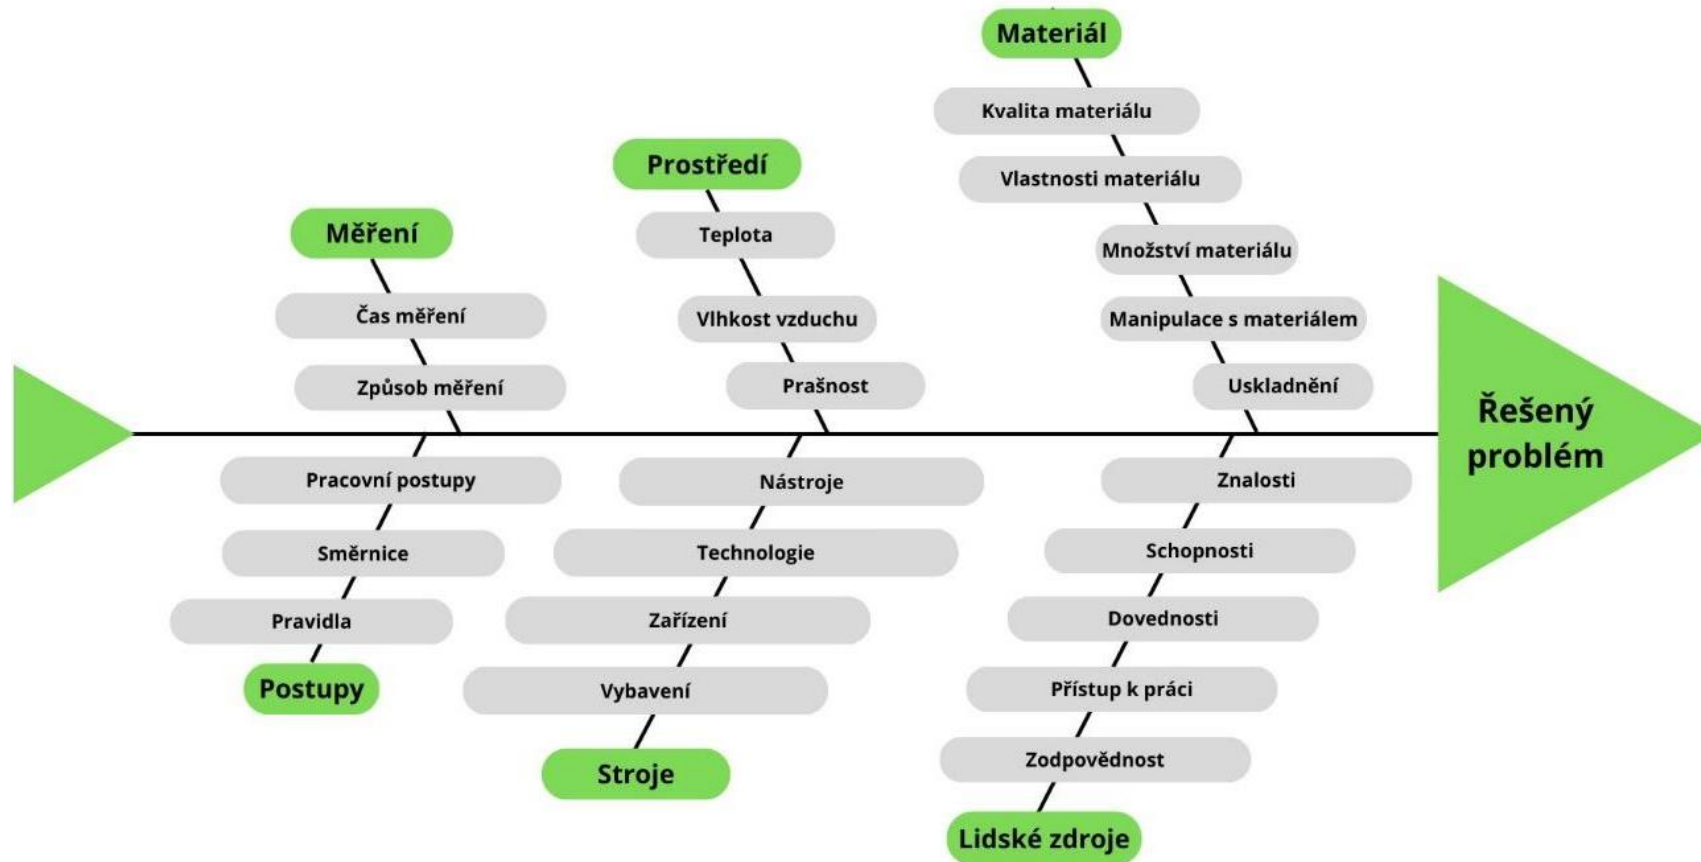 Materiál
Kvalita materiálu
Vlastnosti materiálu
Množství materiálu
Manipulace s materiálem
Uskladnění
Prostředí
Teplota
Vlhkost vzduchu
Prašnost
Měření
Čas měření
Způsob měření
Řešený
problém
Pracovní postupy
Směrnice
Pravidla
Postupy
Nástroje
Technologie
Zařízení
Vybavení
Stroje
Znalosti
Schopnosti
Dovednosti
Přístup k práci
Zodpovědnost
Lidské zdroje